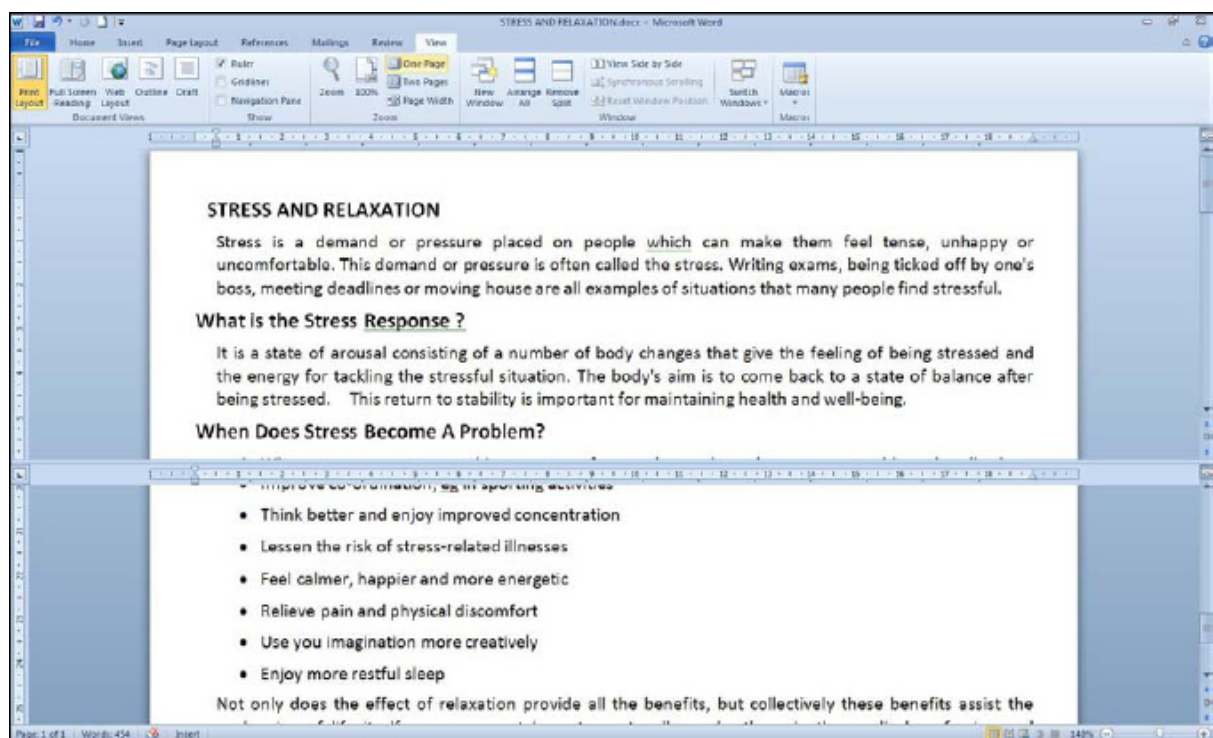 STRESS AND RELAXATION.docx - Microsoft Word
File Home Insert Page Layout References Mailings Review View
Ruler One Page View Side by Side
Gridlines Two Pages Synchronous Scrolling
Navigation Pane Page Width Reset Window Position
Print Layout Full Screen Reading Web Layout Outline Draft Zoom 100% New Window Arrange All Remove Split Switch Windows Macros
Document Views Show Zoom Window Macros
STRESS AND RELAXATION
Stress is a demand or pressure placed on people which can make them feel tense, unhappy or
uncomfortable. This demand or pressure is often called the stress. Writing exams, being ticked off by one's
boss, meeting deadlines or moving house are all examples of situations that many people find stressful.
What is the Stress Response ?
It is a state of arousal consisting of a number of body changes that give the feeling of being stressed and
the energy for tackling the stressful situation. The body's aim is to come back to a state of balance after
being stressed. This return to stability is important for maintaining health and well-being.
When Does Stress Become A Problem?
• Improve co-ordination, eg in sporting activities
• Think better and enjoy improved concentration
• Lessen the risk of stress-related illnesses
• Feel calmer, happier and more energetic
• Relieve pain and physical discomfort
• Use you imagination more creatively
• Enjoy more restful sleep
Not only does the effect of relaxation provide all the benefits, but collectively these benefits assist the
Page: 1 of 1 Words: 454 Insert 140%